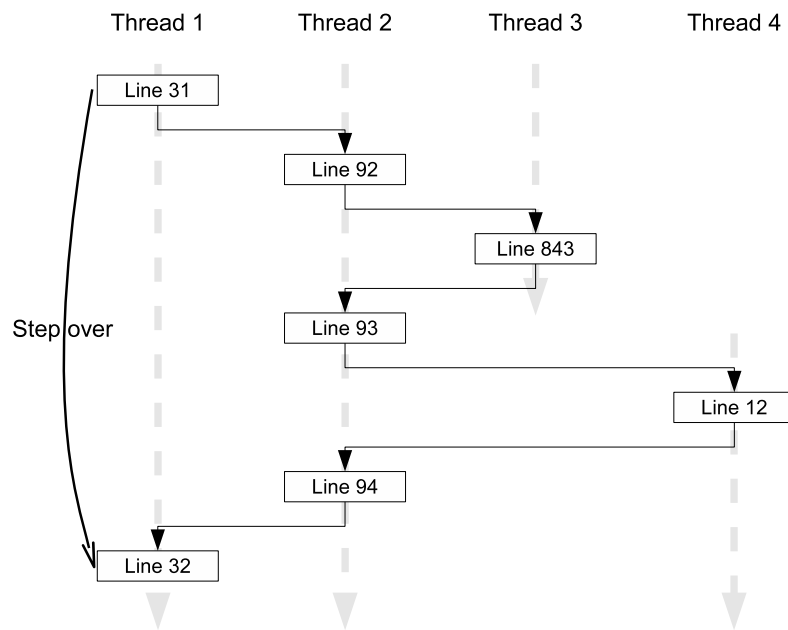 Thread 1 Thread 2 Thread 3 Thread 4
Line 31
Line 92
Line 843
Line 93
Step over
Line 12
Line 94
Line 32